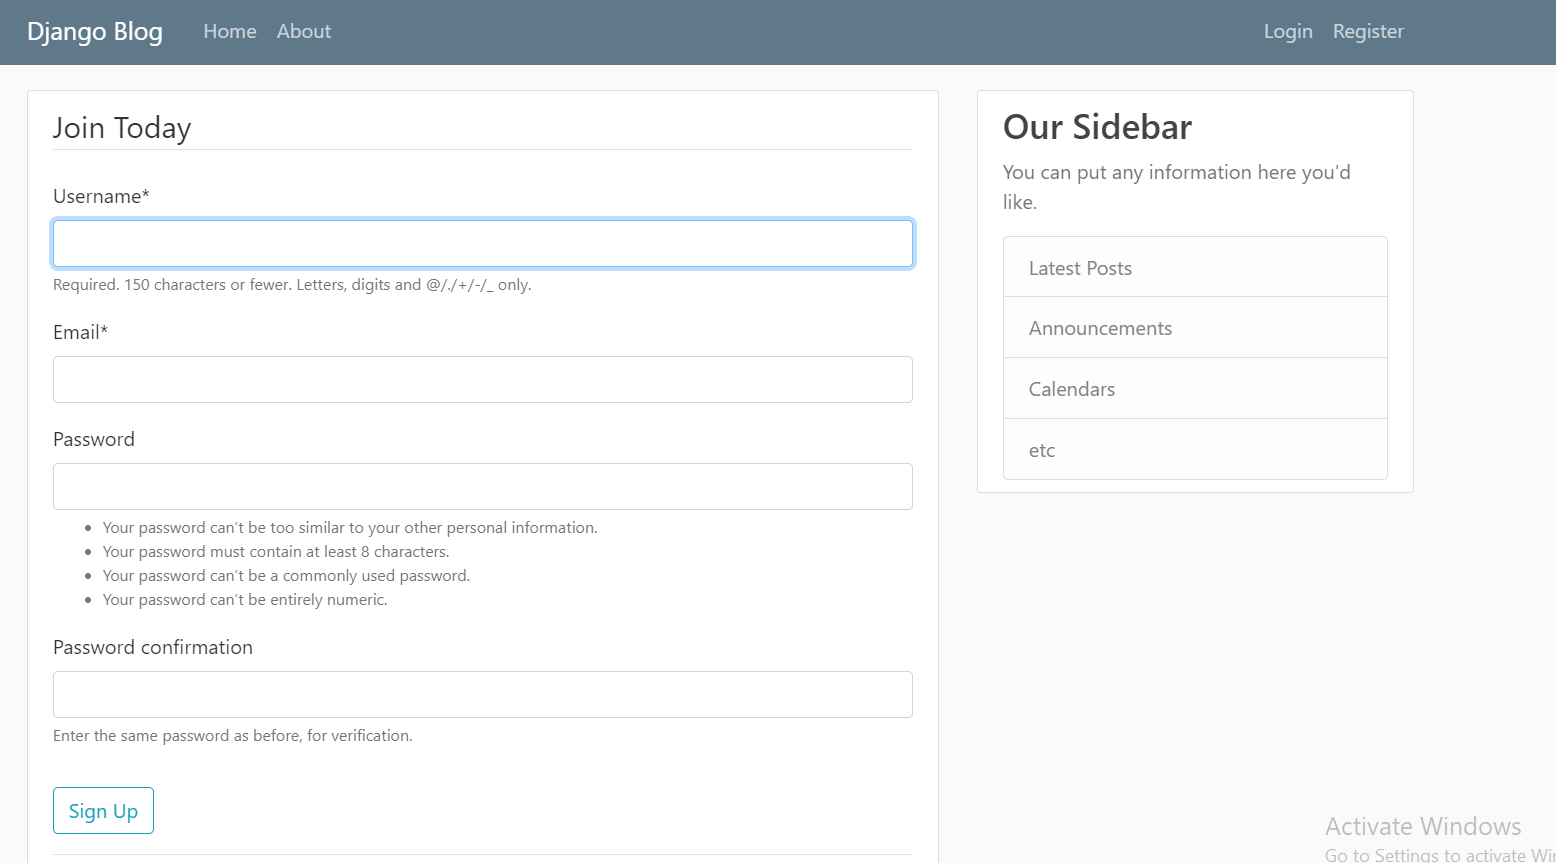 Django Blog Home About Login Register
Join Today
Username*
Required. 150 characters or fewer. Letters, digits and @/./+/-/_ only.
Email*
Password
Your password can’t be too similar to your other personal information.
Your password must contain at least 8 characters.
Your password can’t be a commonly used password.
Your password can’t be entirely numeric.
Password confirmation
Enter the same password as before, for verification.
Sign Up
Our Sidebar
You can put any information here you'd
like.
Latest Posts
Announcements
Calendars
etc
Activate Windows
Go to Settings to activate Win